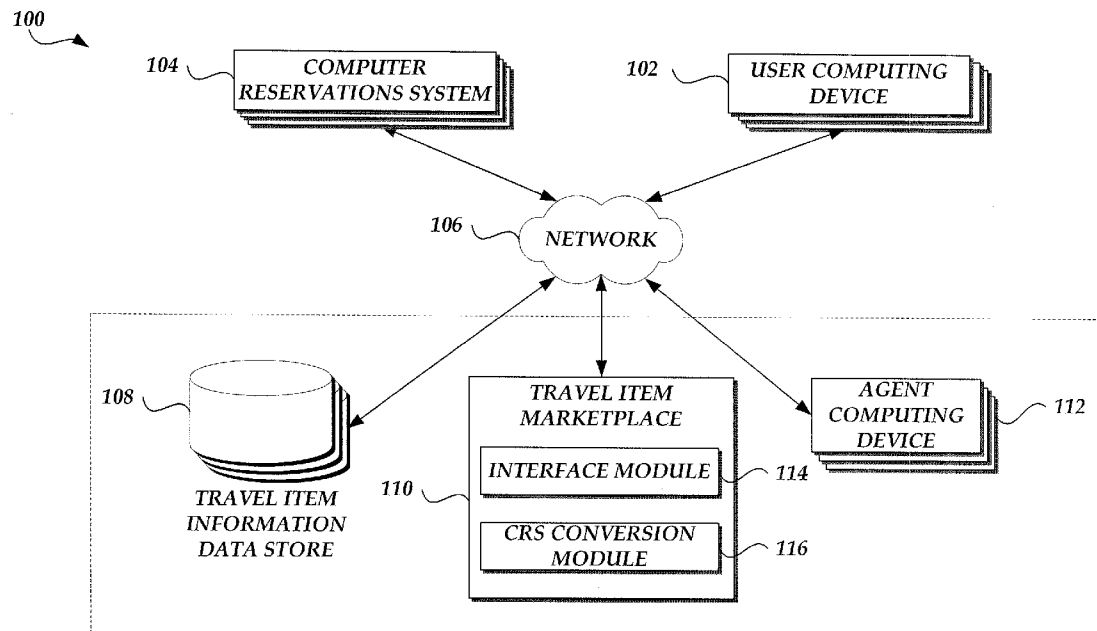 100
104
COMPUTER
RESERVATIONS SYSTEM
102
USER COMPUTING
DEVICE
106
NETWORK
108
TRAVEL ITEM
INFORMATION
DATA STORE
TRAVEL ITEM
MARKETPLACE
110
INTERFACE MODULE
114
CRS CONVERSION
MODULE
116
AGENT
COMPUTING
DEVICE
112